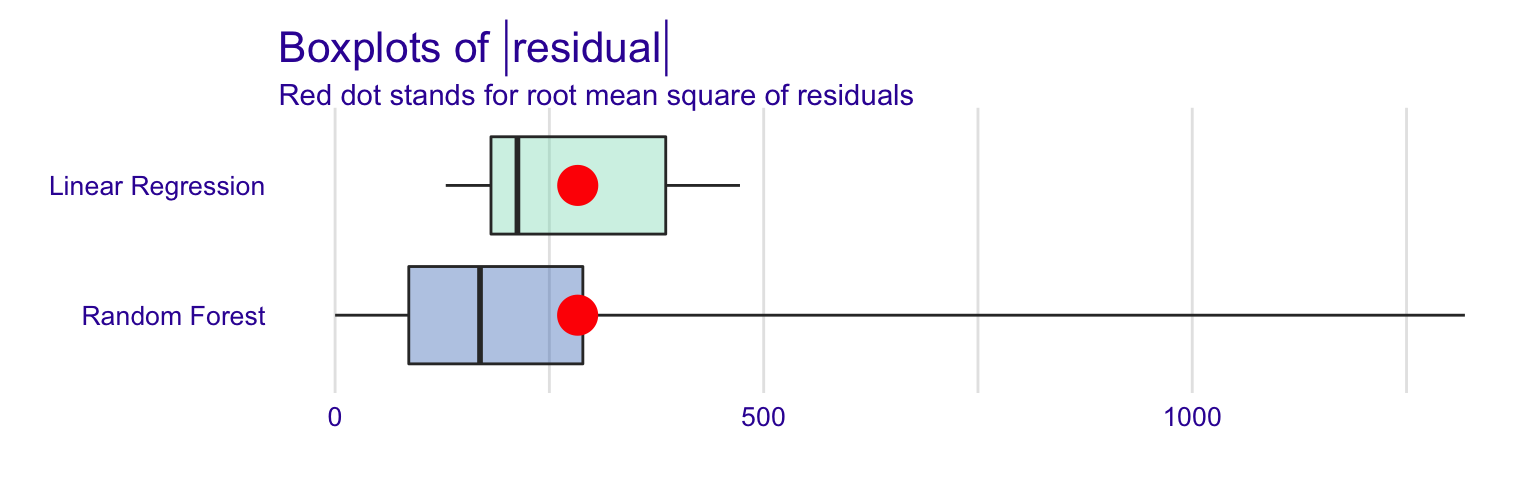 Boxplots of |residual|
Red dot stands for root mean square of residuals
Linear Regression
Random Forest
0 500 1000